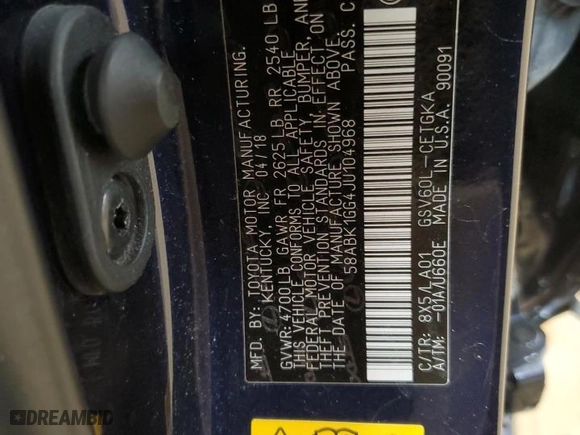 MFD. BY: TOYOTA MOTOR MANUFACTURING,
KENTUCKY, INC. 04/18
GVWR: 4700LB GAWR FR 2625LB RR 2540 LB
THIS VEHICLE CONFORMS TO ALL APPLICABLE
FEDERAL MOTOR VEHICLE SAFETY, BUMPER, AND
THEFT PREVENTION STANDARDS IN EFFECT ON
THE DATE OF MANUFACTURE SHOWN ABOVE.
58ABK1GG4JU104968 PASS. C
C/TR: 8X5/LA01 GSV60L-CETGKA
A/TM: -01A/U660E MADE IN U.S.A. 90091
DREAMBID